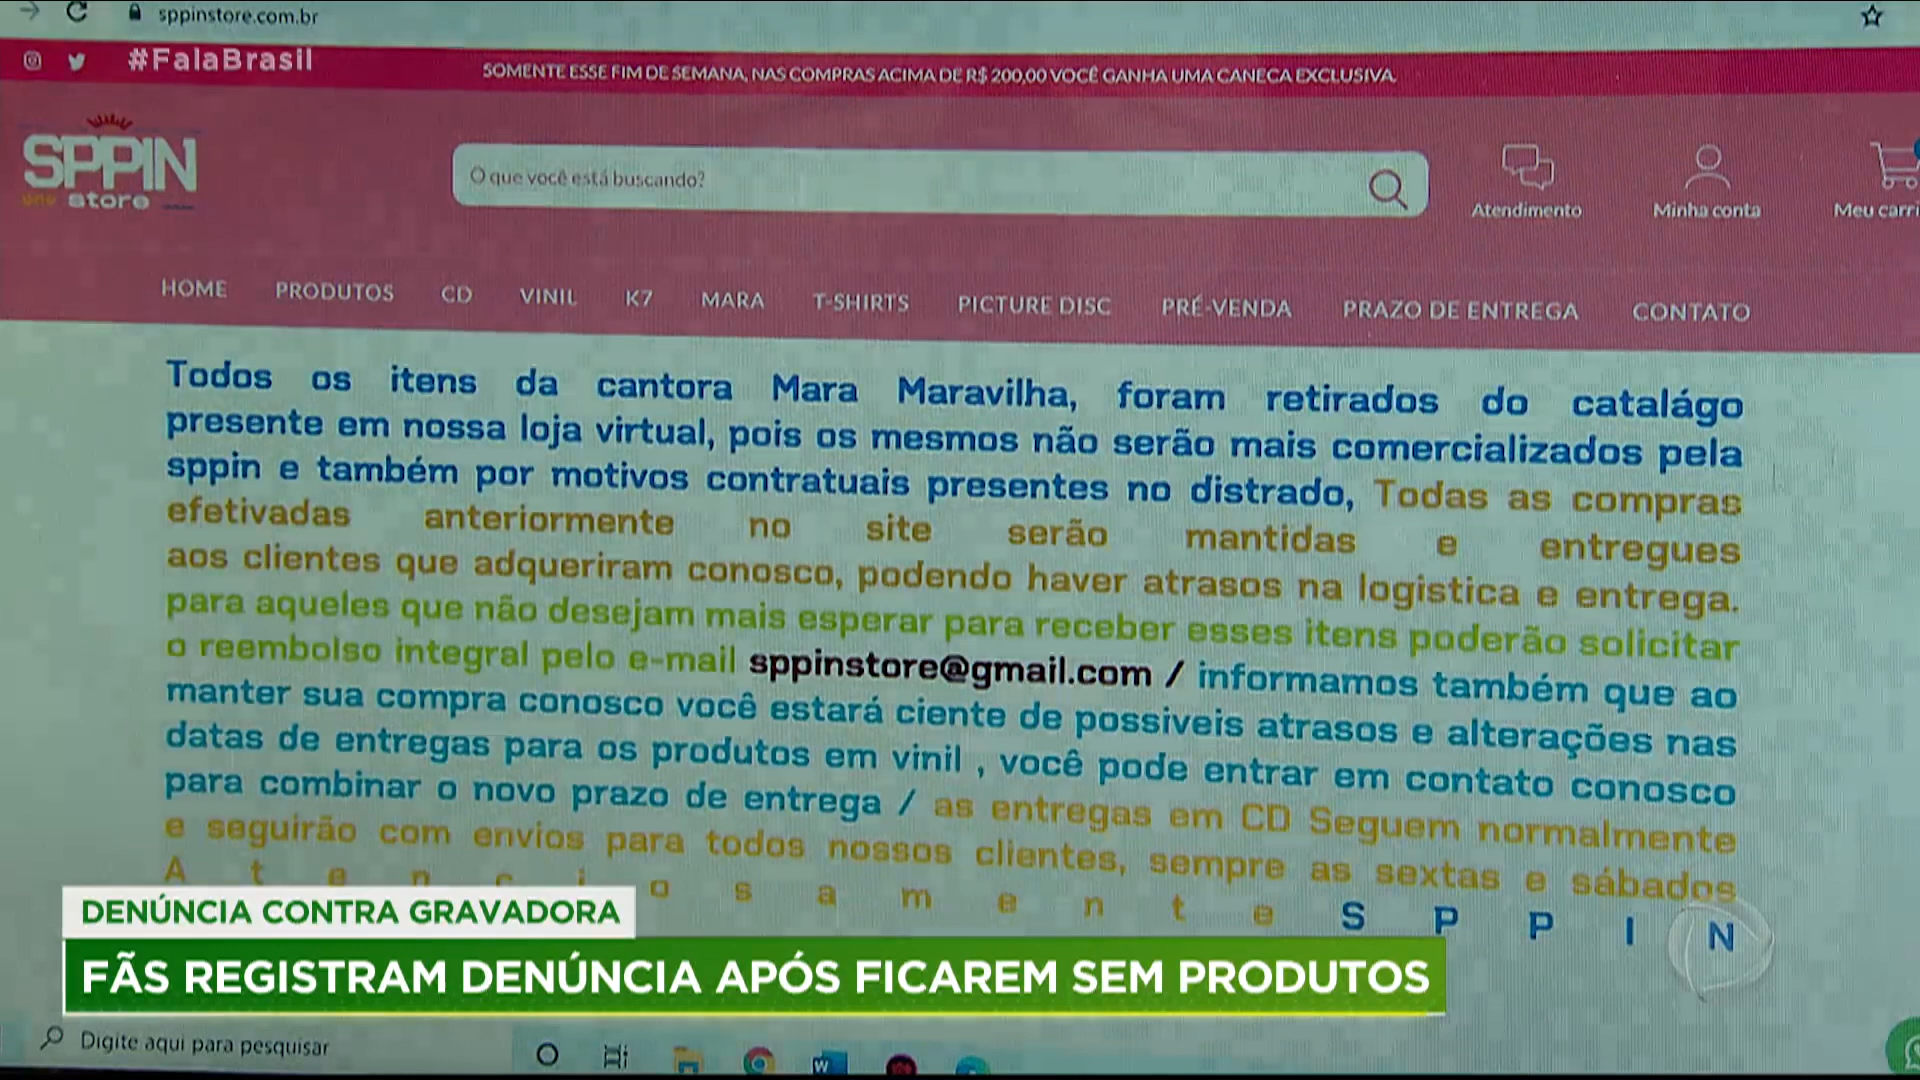 sppinstore.com.br
#FalaBrasil
SOMENTE ESSE FIM DE SEMANA, NAS COMPRAS ACIMA DE R$ 200,00 VOCÊ GANHA UMA CANECA EXCLUSIVA.
SPPIN
store
O que você está buscando?
Atendimento
Minha conta
Meu carri
HOME PRODUTOS CD VINIL K7 MARA T-SHIRTS PICTURE DISC PRÉ-VENDA PRAZO DE ENTREGA CONTATO
Todos os itens da cantora Mara Maravilha, foram retirados do catalágo
presente em nossa loja virtual, pois os mesmos não serão mais comercializados pela
sppin e também por motivos contratuais presentes no distrado, Todas as compras
efetivadas anteriormente no site serão mantidas e entregues
aos clientes que adqueriram conosco, podendo haver atrasos na logistica e entrega.
para aqueles que não desejam mais esperar para receber esses itens poderão solicitar
o reembolso integral pelo e-mail sppinstore@gmail.com / informamos também que ao
manter sua compra conosco você estará ciente de possiveis atrasos e alterações nas
datas de entregas para os produtos em vinil , você pode entrar em contato conosco
para combinar o novo prazo de entrega / as entregas em CD Seguem normalmente
e seguirão com envios para todos nossos clientes, sempre as sextas e sábados
A t e n c i o s a m e n t e S P P I N
DENÚNCIA CONTRA GRAVADORA
FÃS REGISTRAM DENÚNCIA APÓS FICAREM SEM PRODUTOS
Digite aqui para pesquisar